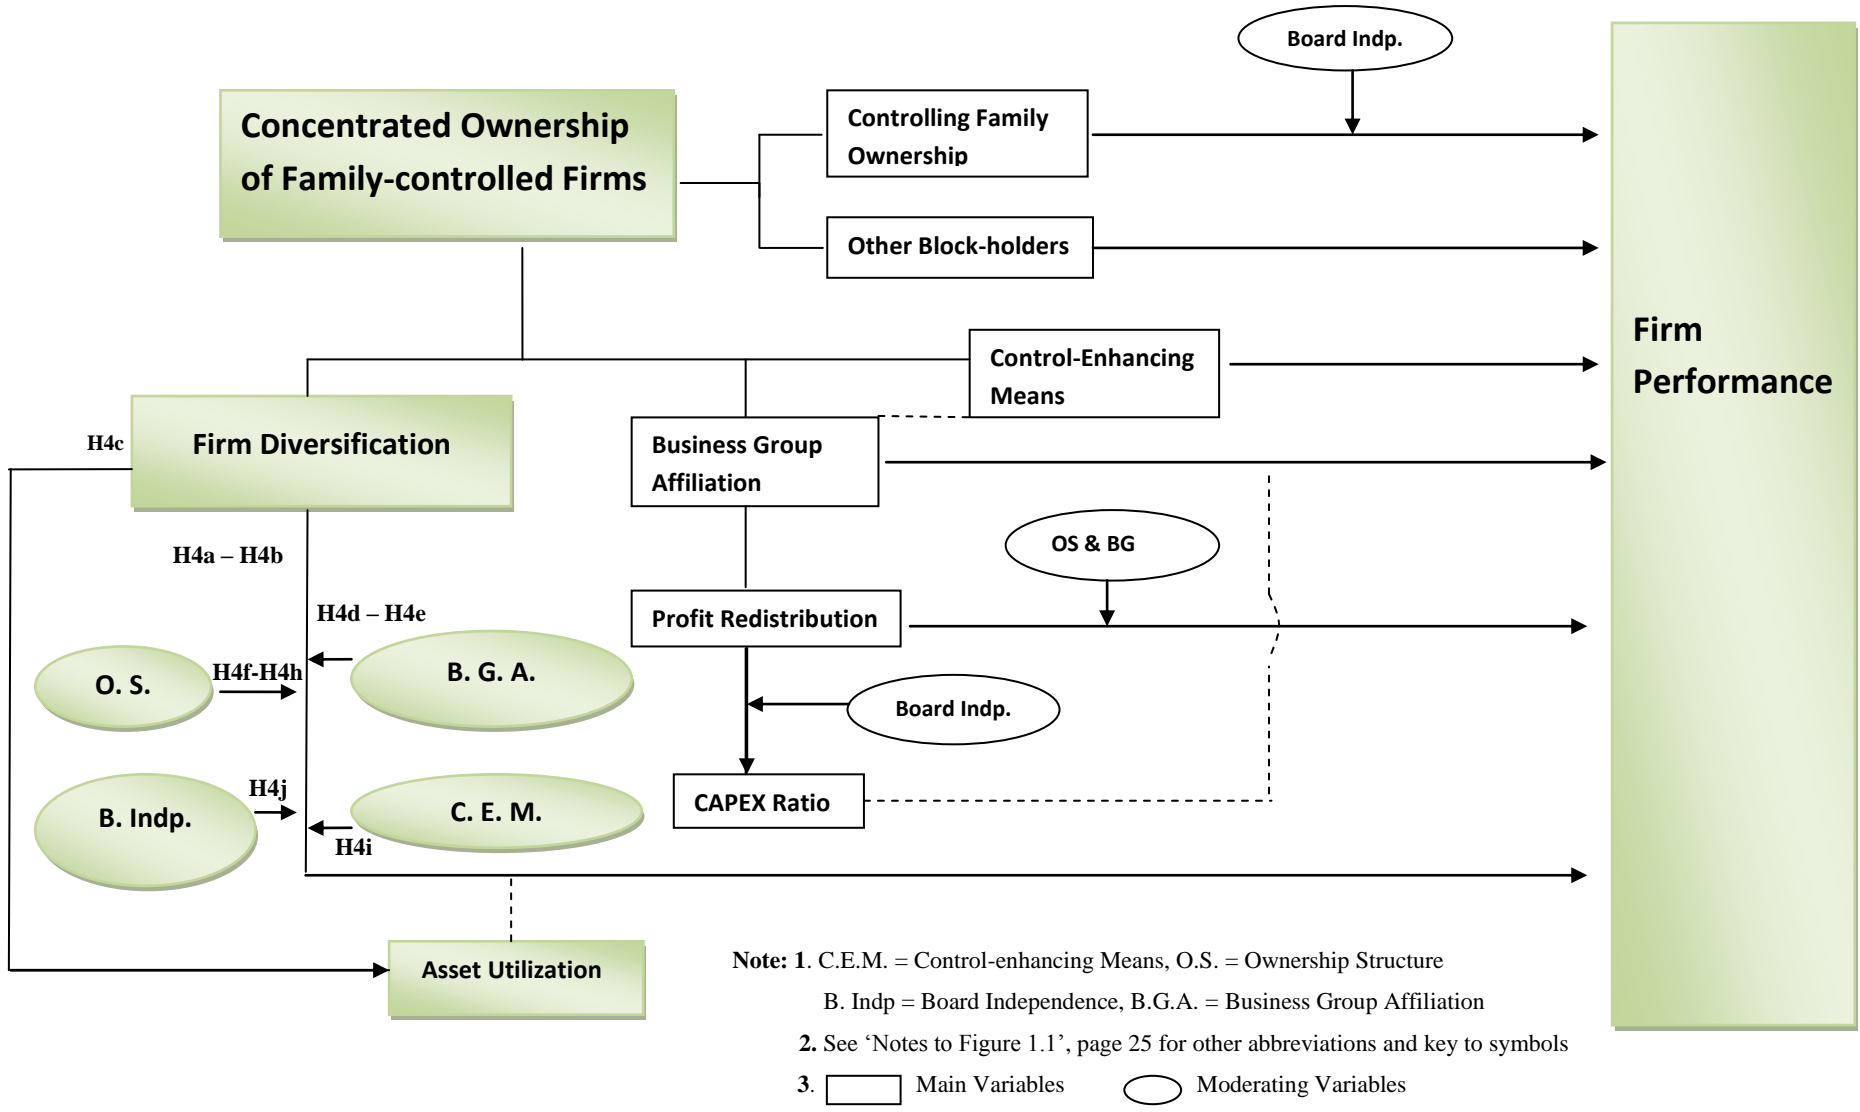 Board Indp.
Concentrated Ownership
of Family-controlled Firms
Controlling Family
Ownership
Other Block-holders
Firm
Performance
Control-Enhancing
Means
H4c
Firm Diversification
Business Group
Affiliation
H4a – H4b
OS & BG
H4d – H4e
Profit Redistribution
O. S.
H4f-H4h
B. G. A.
Board Indp.
H4j
B. Indp.
C. E. M.
CAPEX Ratio
H4i
Asset Utilization
Note: 1. C.E.M. = Control-enhancing Means, O.S. = Ownership Structure
B. Indp = Board Independence, B.G.A. = Business Group Affiliation
2. See ‘Notes to Figure 1.1’, page 25 for other abbreviations and key to symbols
3. Main Variables Moderating Variables